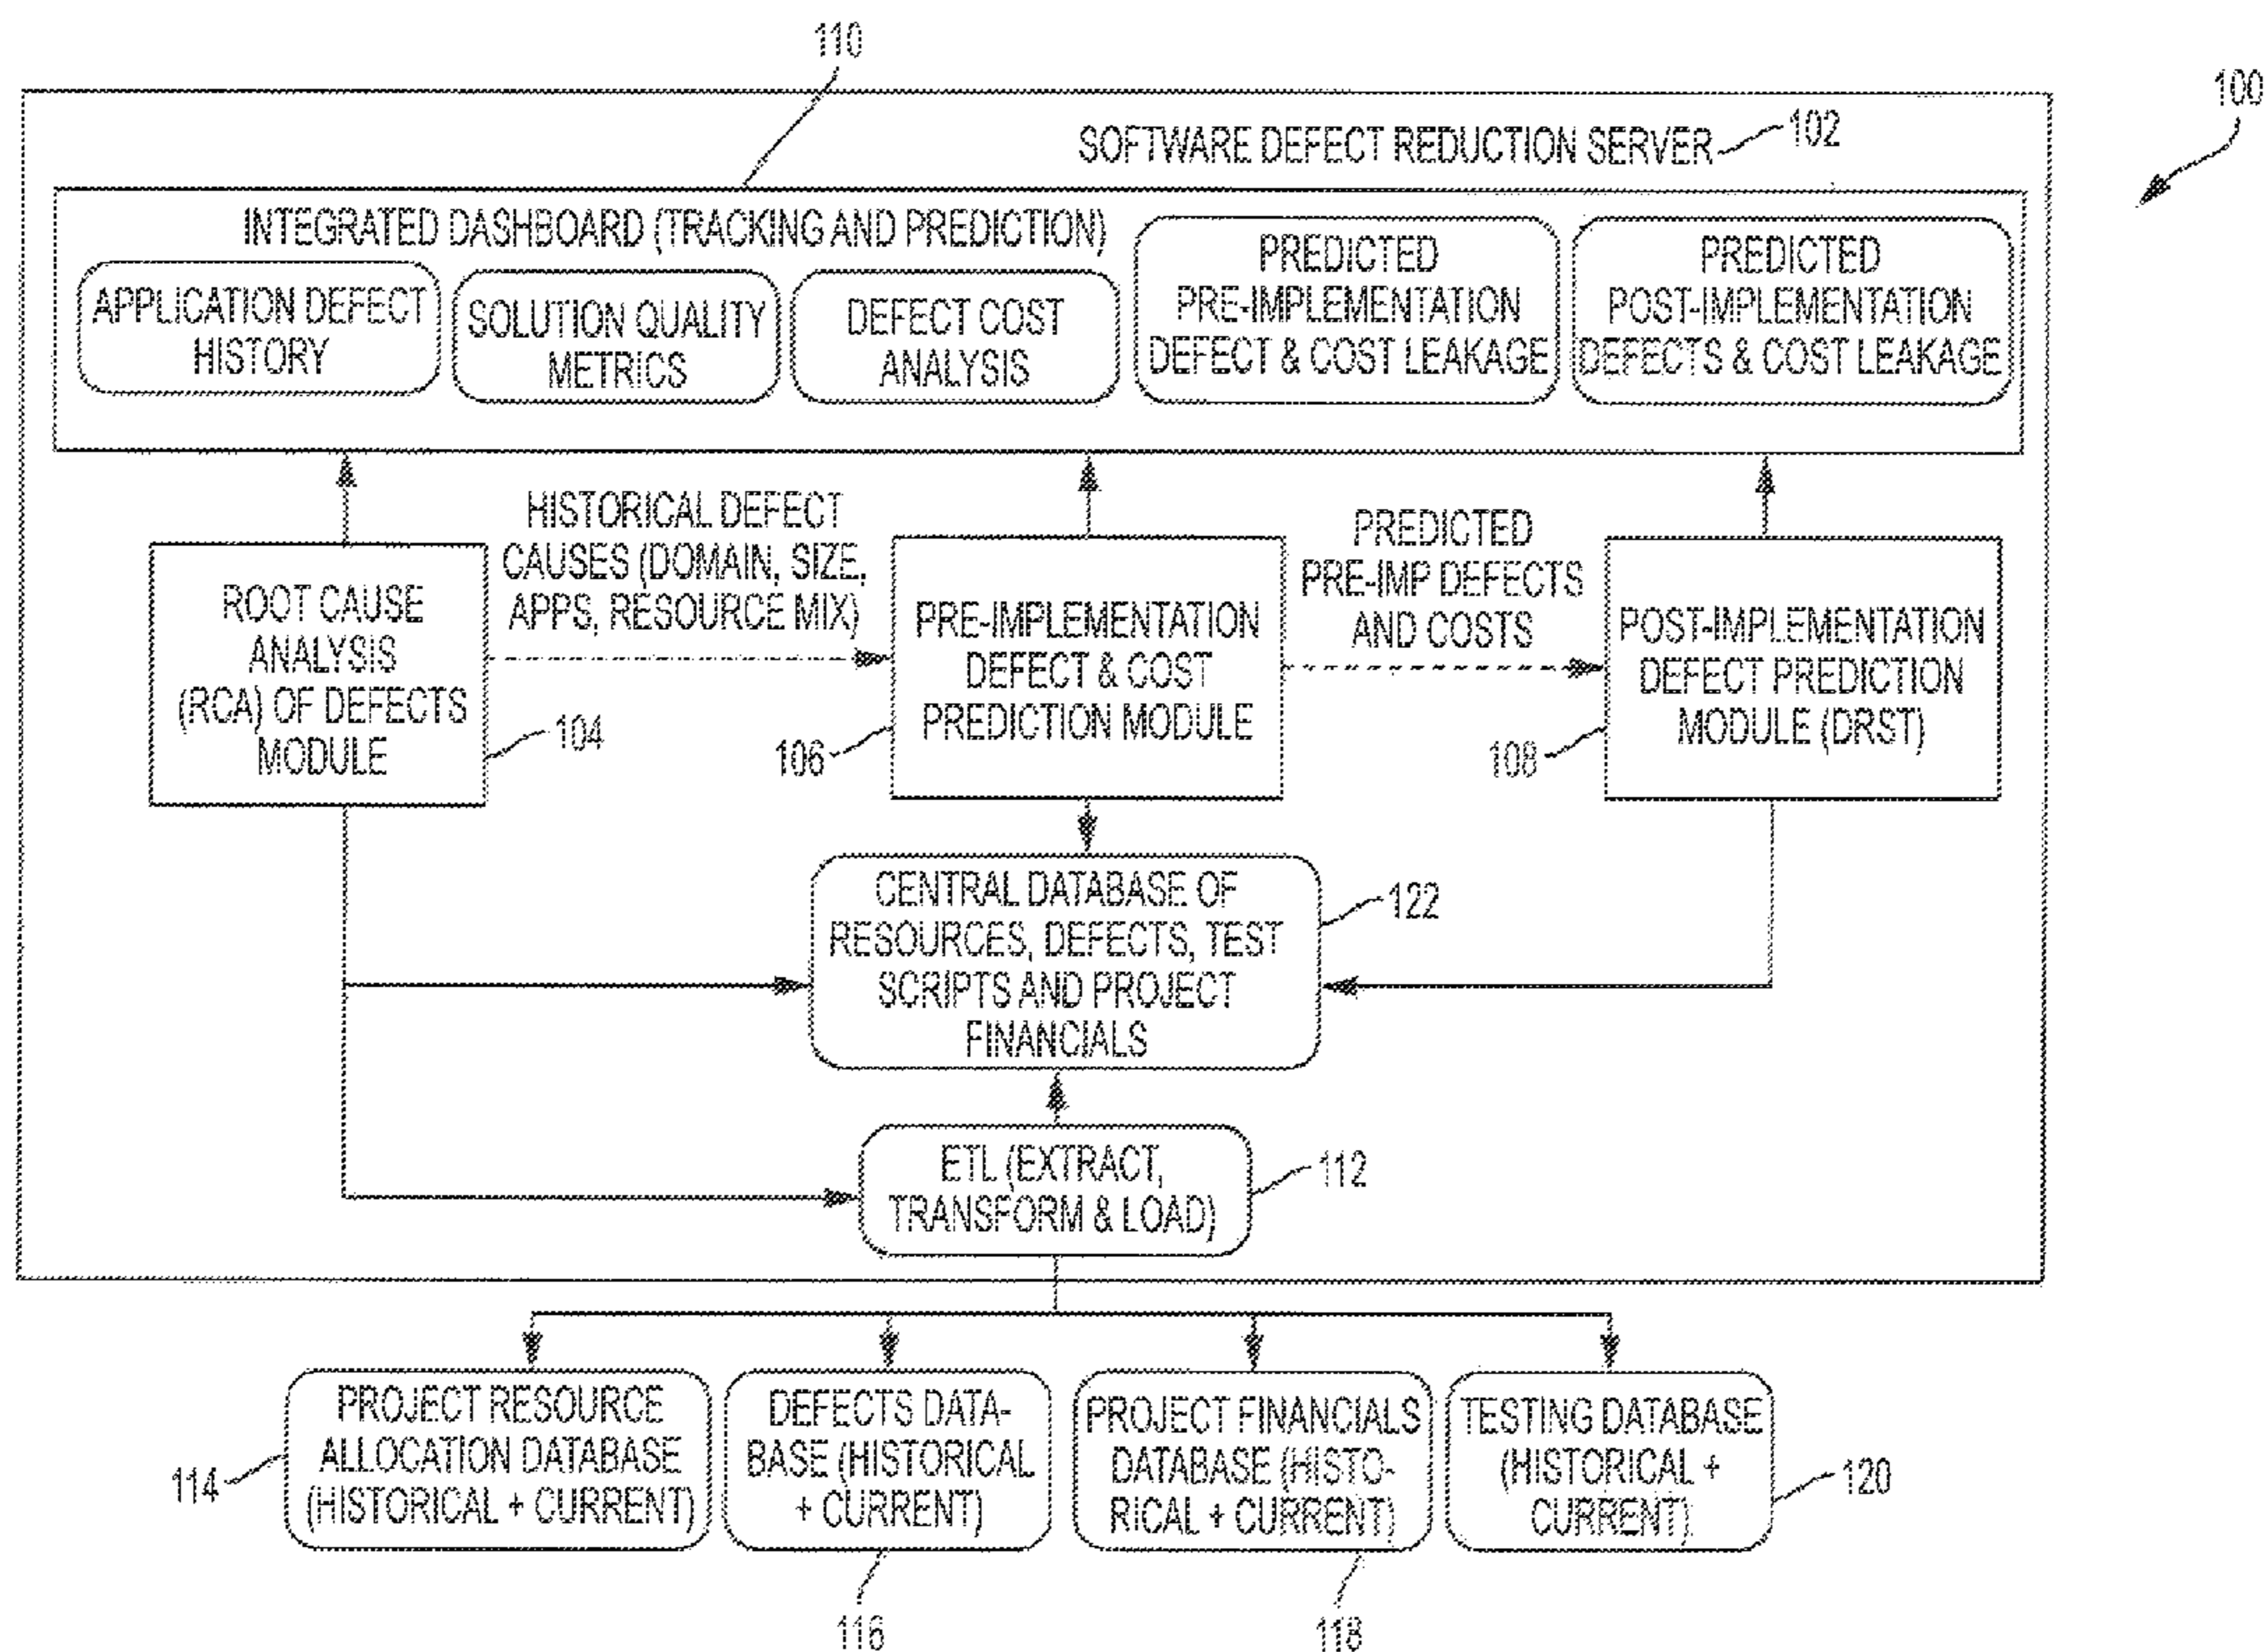 110
100
SOFTWARE DEFECT REDUCTION SERVER
102
INTEGRATED DASHBOARD (TRACKING AND PREDICTION)
APPLICATION DEFECT
HISTORY
SOLUTION QUALITY
METRICS
DEFECT COST
ANALYSIS
PREDICTED
PRE-IMPLEMENTATION
DEFECT & COST LEAKAGE
PREDICTED
POST-IMPLEMENTATION
DEFECTS & COST LEAKAGE
HISTORICAL DEFECT
CAUSES (DOMAIN, SIZE,
APPS, RESOURCE MIX)
PREDICTED
PRE-IMP DEFECTS
AND COSTS
ROOT CAUSE
ANALYSIS
(RCA) OF DEFECTS
MODULE
104
PRE-IMPLEMENTATION
DEFECT & COST
PREDICTION MODULE
106
POST-IMPLEMENTATION
DEFECT PREDICTION
MODULE (DRST)
108
CENTRAL DATABASE OF
RESOURCES, DEFECTS, TEST
SCRIPTS AND PROJECT
FINANCIALS
122
ETL (EXTRACT,
TRANSFORM & LOAD)
112
PROJECT RESOURCE
ALLOCATION DATABASE
(HISTORICAL + CURRENT)
114
DEFECTS DATA-
BASE (HISTORICAL
+ CURRENT)
116
PROJECT FINANCIALS
DATABASE (HISTO-
RICAL + CURRENT)
118
TESTING DATABASE
(HISTORICAL +
CURRENT)
120